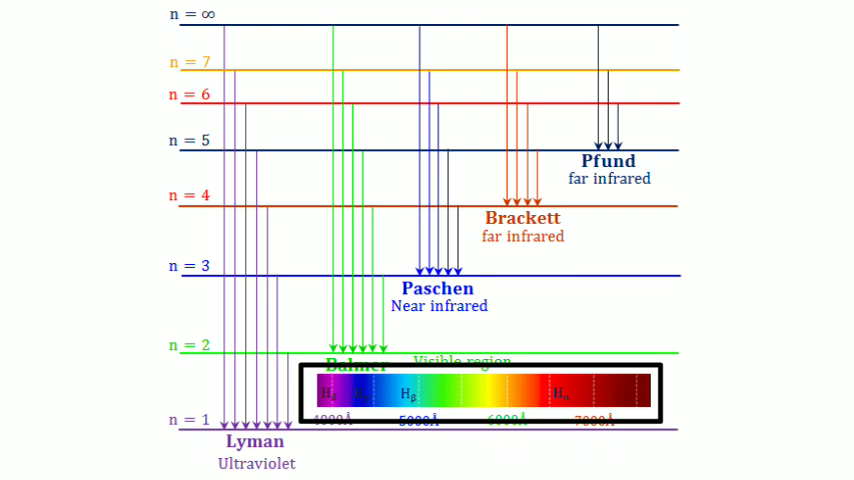 n = ∞
n = 7
n = 6
n = 5
Pfund
far infrared
n = 4
Brackett
far infrared
n = 3
Paschen
Near infrared
n = 2
Balmer Visible region
Hδ Hγ Hβ Hα
n = 1
4000Å 5000Å 6000Å 7000Å
Lyman
Ultraviolet